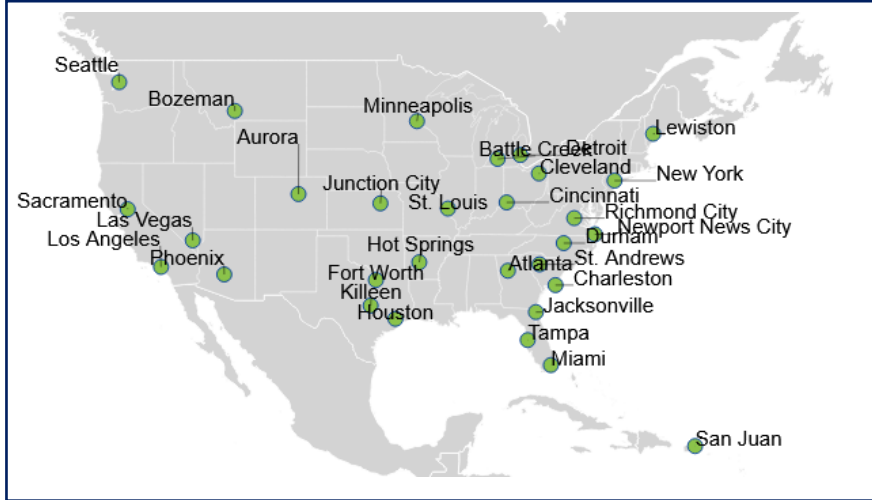 Seattle
Bozeman
Minneapolis
Aurora
Lewiston
Battle Creek
Detroit
Cleveland
New York
Junction City
Sacramento
St. Louis
Cincinnati
Las Vegas
Richmond City
Newport News City
Los Angeles
Durham
Hot Springs
Phoenix
Atlanta
St. Andrews
Fort Worth
Charleston
Killeen
Houston
Jacksonville
Tampa
Miami
San Juan